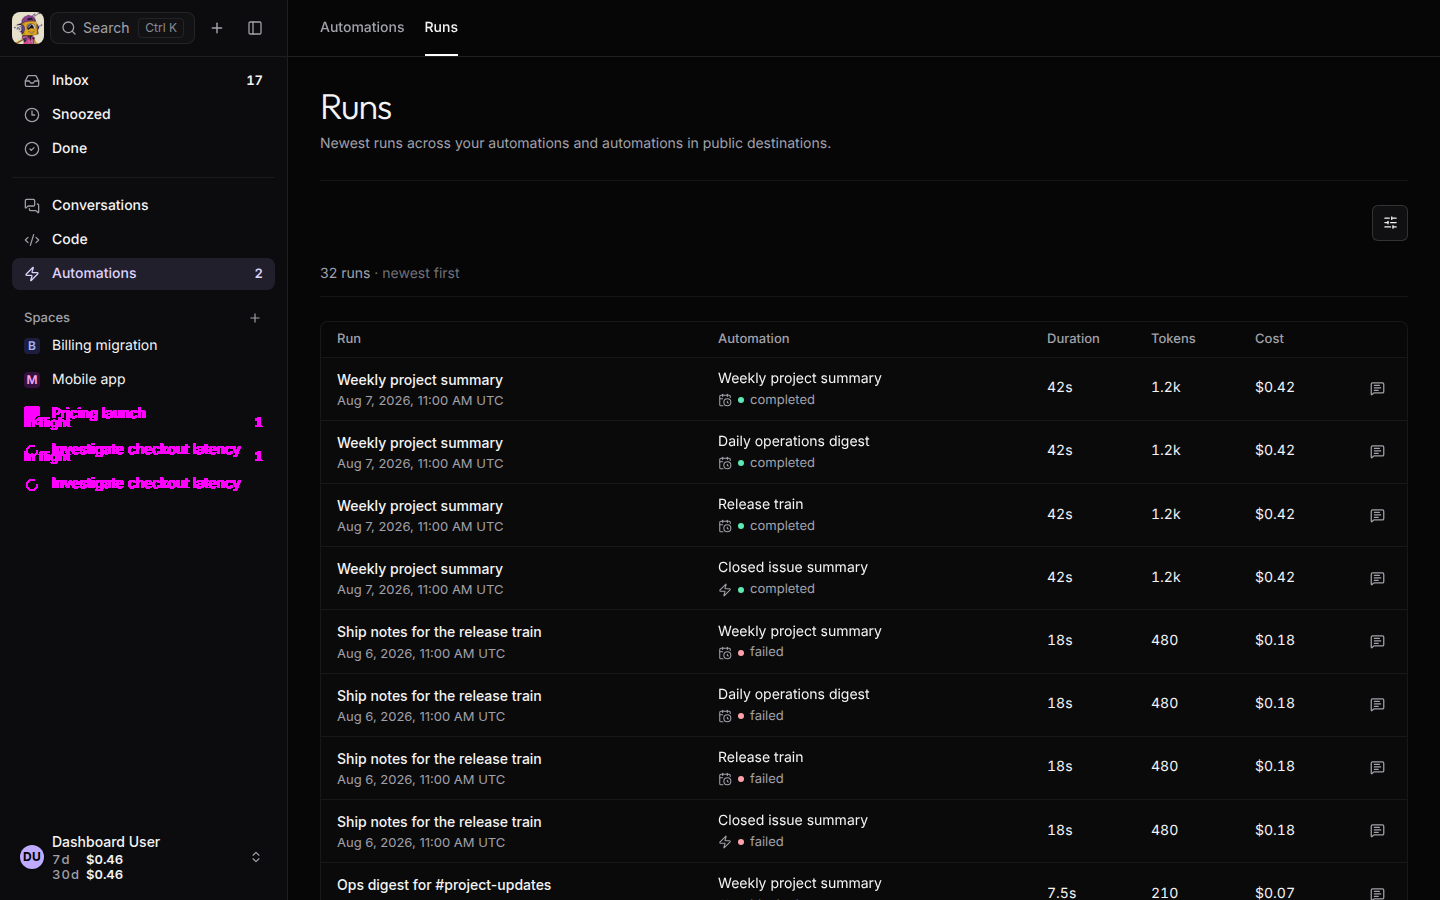 Search Ctrl K
Inbox 17
Snoozed
Done
Conversations
Code
Automations 2
Spaces
B Billing migration
M Mobile app
Pricing launch
In flight 1
Investigate checkout latency
In flight 1
Investigate checkout latency
DU Dashboard User
7d $0.46
30d $0.46
Automations Runs
Runs
Newest runs across your automations and automations in public destinations.
32 runs · newest first
Run Automation Duration Tokens Cost
Weekly project summary Weekly project summary 42s 1.2k $0.42
Aug 7, 2026, 11:00 AM UTC completed
Weekly project summary Daily operations digest 42s 1.2k $0.42
Aug 7, 2026, 11:00 AM UTC completed
Weekly project summary Release train 42s 1.2k $0.42
Aug 7, 2026, 11:00 AM UTC completed
Weekly project summary Closed issue summary 42s 1.2k $0.42
Aug 7, 2026, 11:00 AM UTC completed
Ship notes for the release train Weekly project summary 18s 480 $0.18
Aug 6, 2026, 11:00 AM UTC failed
Ship notes for the release train Daily operations digest 18s 480 $0.18
Aug 6, 2026, 11:00 AM UTC failed
Ship notes for the release train Release train 18s 480 $0.18
Aug 6, 2026, 11:00 AM UTC failed
Ship notes for the release train Closed issue summary 18s 480 $0.18
Aug 6, 2026, 11:00 AM UTC failed
Ops digest for #project-updates Weekly project summary 7.5s 210 $0.07